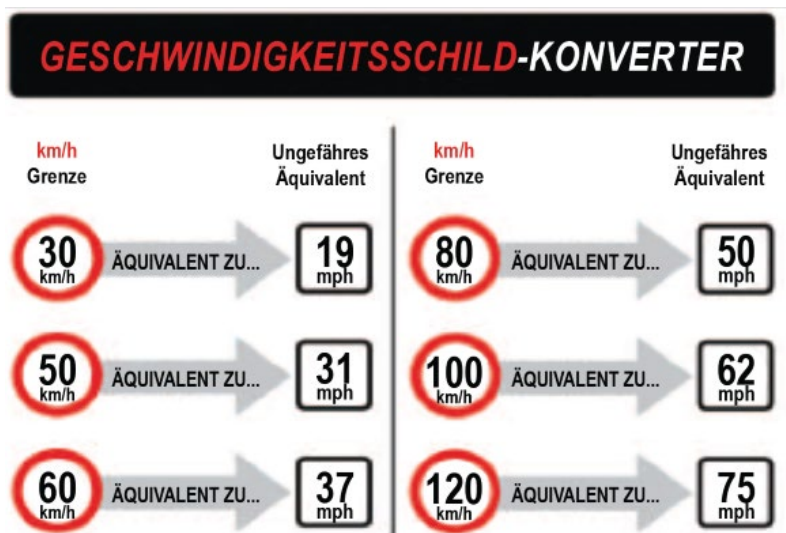 GESCHWINDIGKEITSSCHILD-KONVERTER
km/h
Grenze
Ungefähres
Äquivalent
30
km/h
ÄQUIVALENT ZU...
19
mph
50
km/h
ÄQUIVALENT ZU...
31
mph
60
km/h
ÄQUIVALENT ZU...
37
mph
km/h
Grenze
Ungefähres
Äquivalent
80
km/h
ÄQUIVALENT ZU...
50
mph
100
km/h
ÄQUIVALENT ZU...
62
mph
120
km/h
ÄQUIVALENT ZU...
75
mph